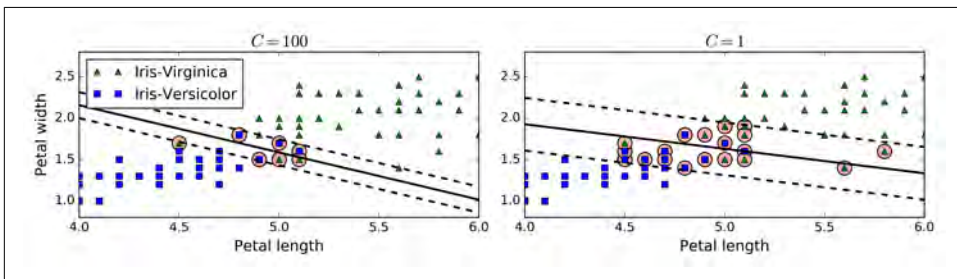 C = 100
Iris-Virginica
Iris-Versicolor
Petal width
2.5
2.0
1.5
1.0
4.0 4.5 5.0 5.5 6.0
Petal length
C = 1
2.5
2.0
1.5
1.0
4.0 4.5 5.0 5.5 6.0
Petal length